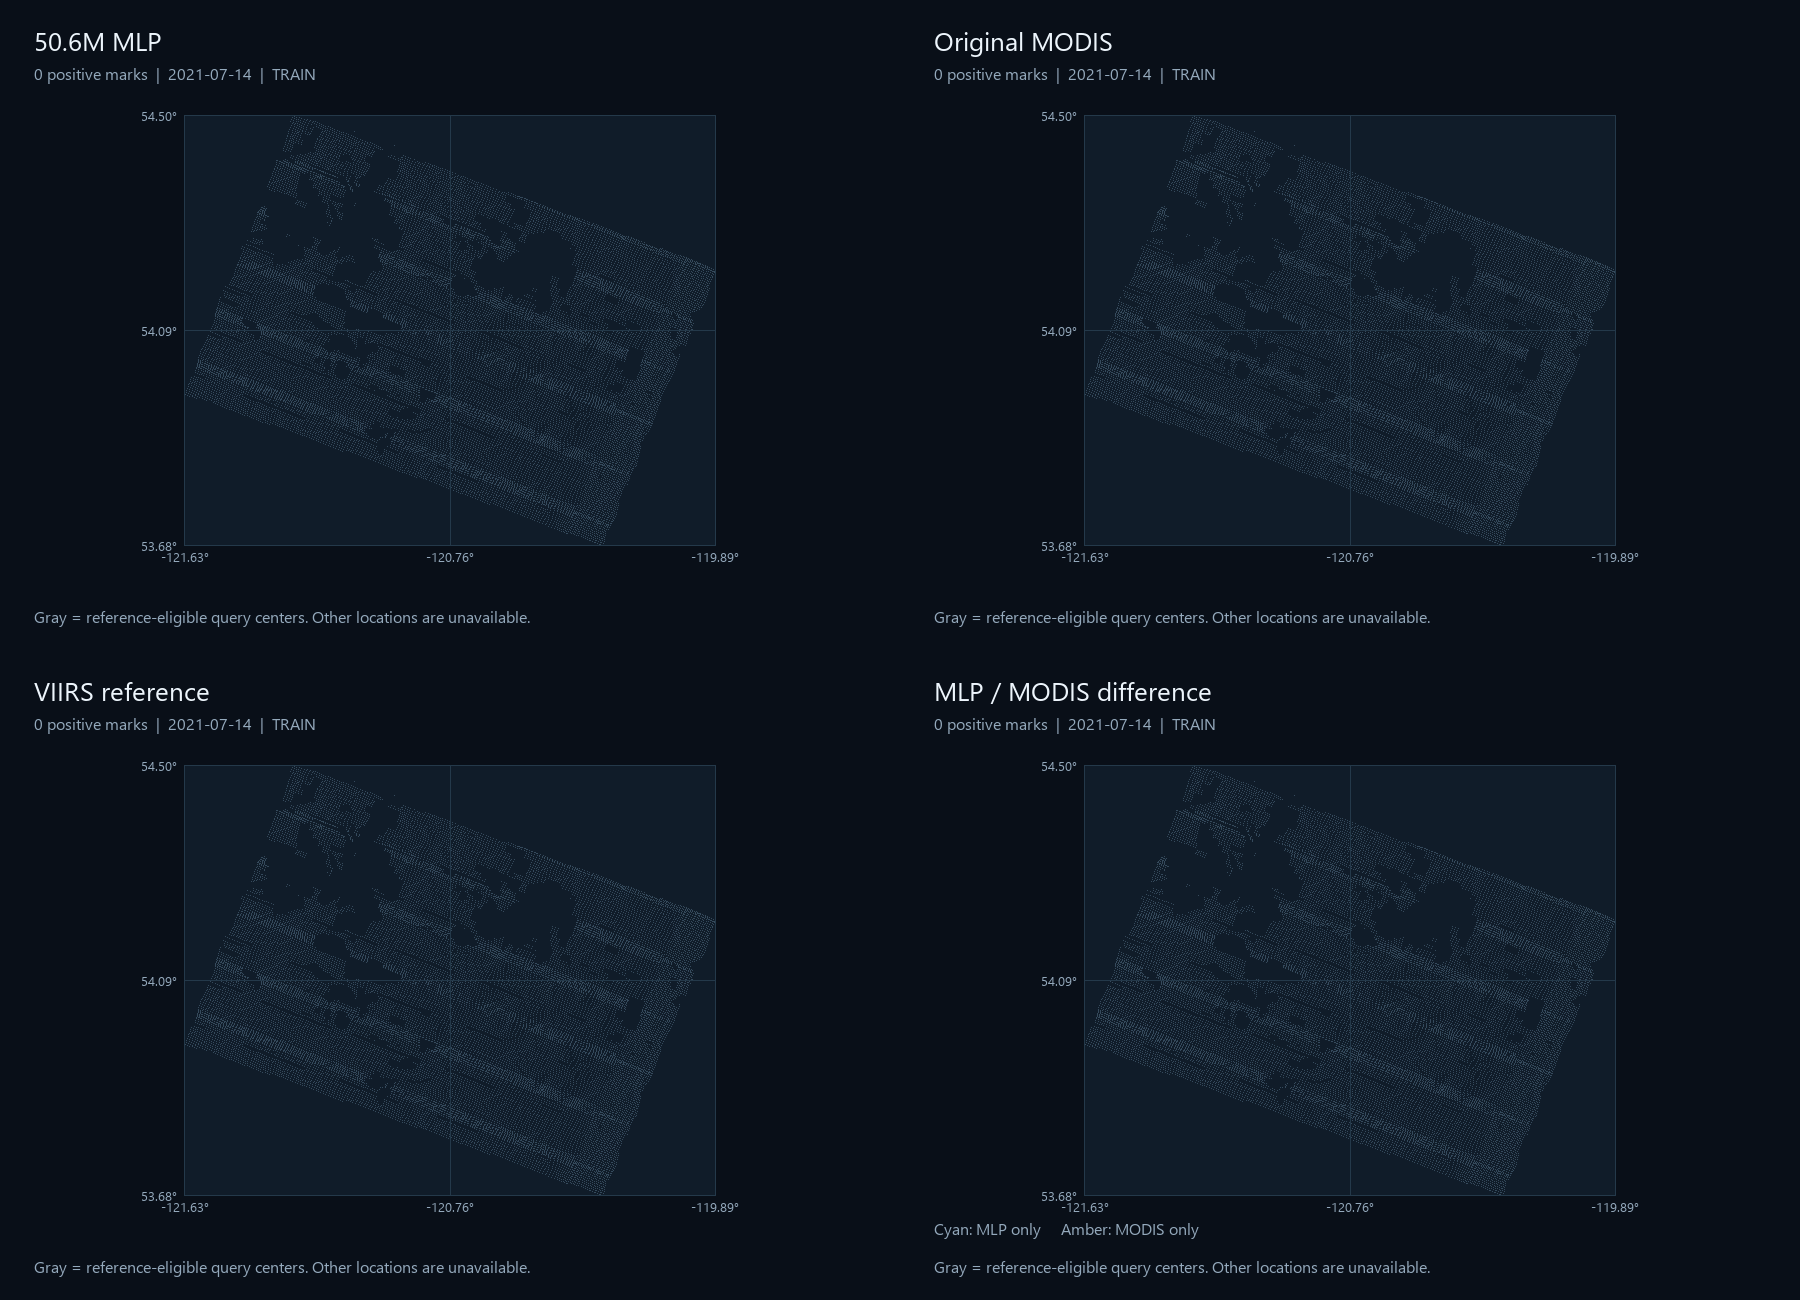 50.6M MLP
0 positive marks | 2021-07-14 | TRAIN
54.50°
54.09°
53.68°
-121.63°
-120.76°
-119.89°
Gray = reference-eligible query centers. Other locations are unavailable.
Original MODIS
0 positive marks | 2021-07-14 | TRAIN
54.50°
54.09°
53.68°
-121.63°
-120.76°
-119.89°
Gray = reference-eligible query centers. Other locations are unavailable.
VIIRS reference
0 positive marks | 2021-07-14 | TRAIN
54.50°
54.09°
53.68°
-121.63°
-120.76°
-119.89°
Gray = reference-eligible query centers. Other locations are unavailable.
MLP / MODIS difference
0 positive marks | 2021-07-14 | TRAIN
54.50°
54.09°
53.68°
-121.63°
-120.76°
-119.89°
Cyan: MLP only Amber: MODIS only
Gray = reference-eligible query centers. Other locations are unavailable.